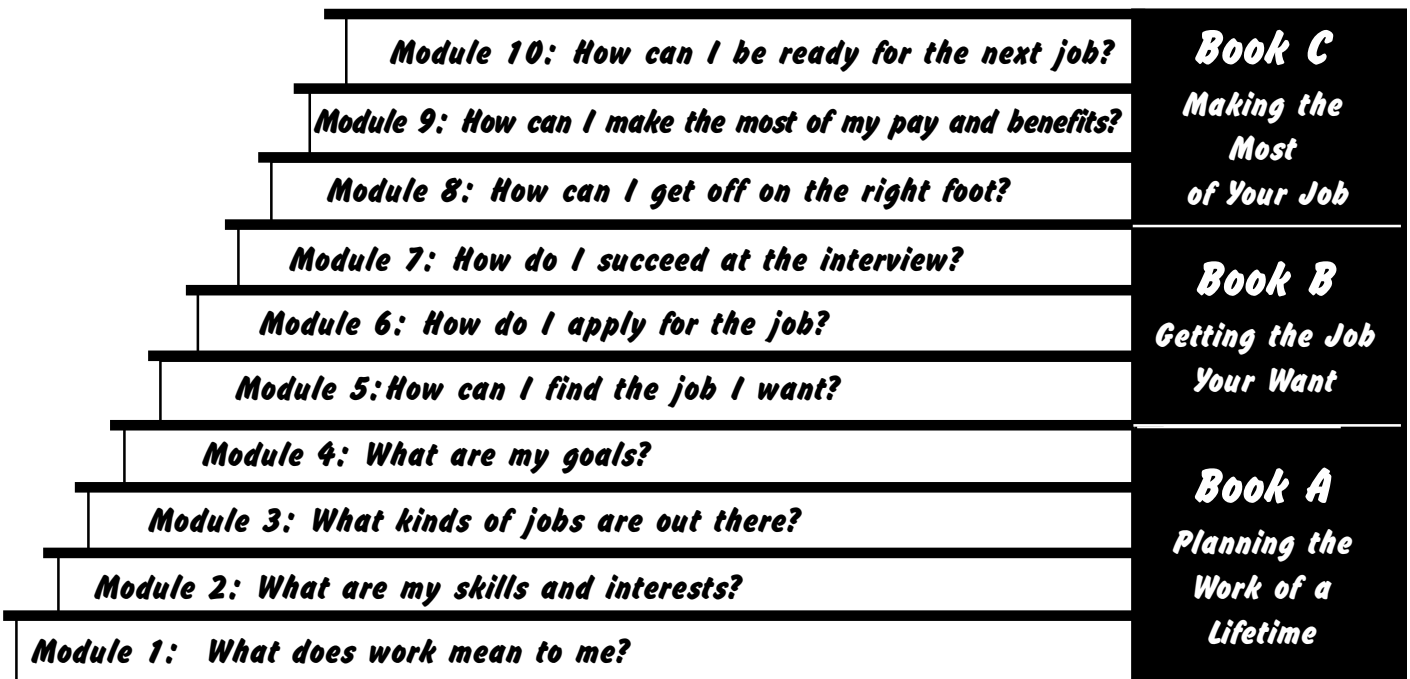 Module 10: How can I be ready for the next job?
Module 9: How can I make the most of my pay and benefits?
Module 8: How can I get off on the right foot?
Book C
Making the
Most
of Your Job
Module 7: How do I succeed at the interview?
Module 6: How do I apply for the job?
Module 5:How can I find the job I want?
Book B
Getting the Job
Your Want
Module 4: What are my goals?
Module 3: What kinds of jobs are out there?
Module 2: What are my skills and interests?
Module 1: What does work mean to me?
Book A
Planning the
Work of a
Lifetime